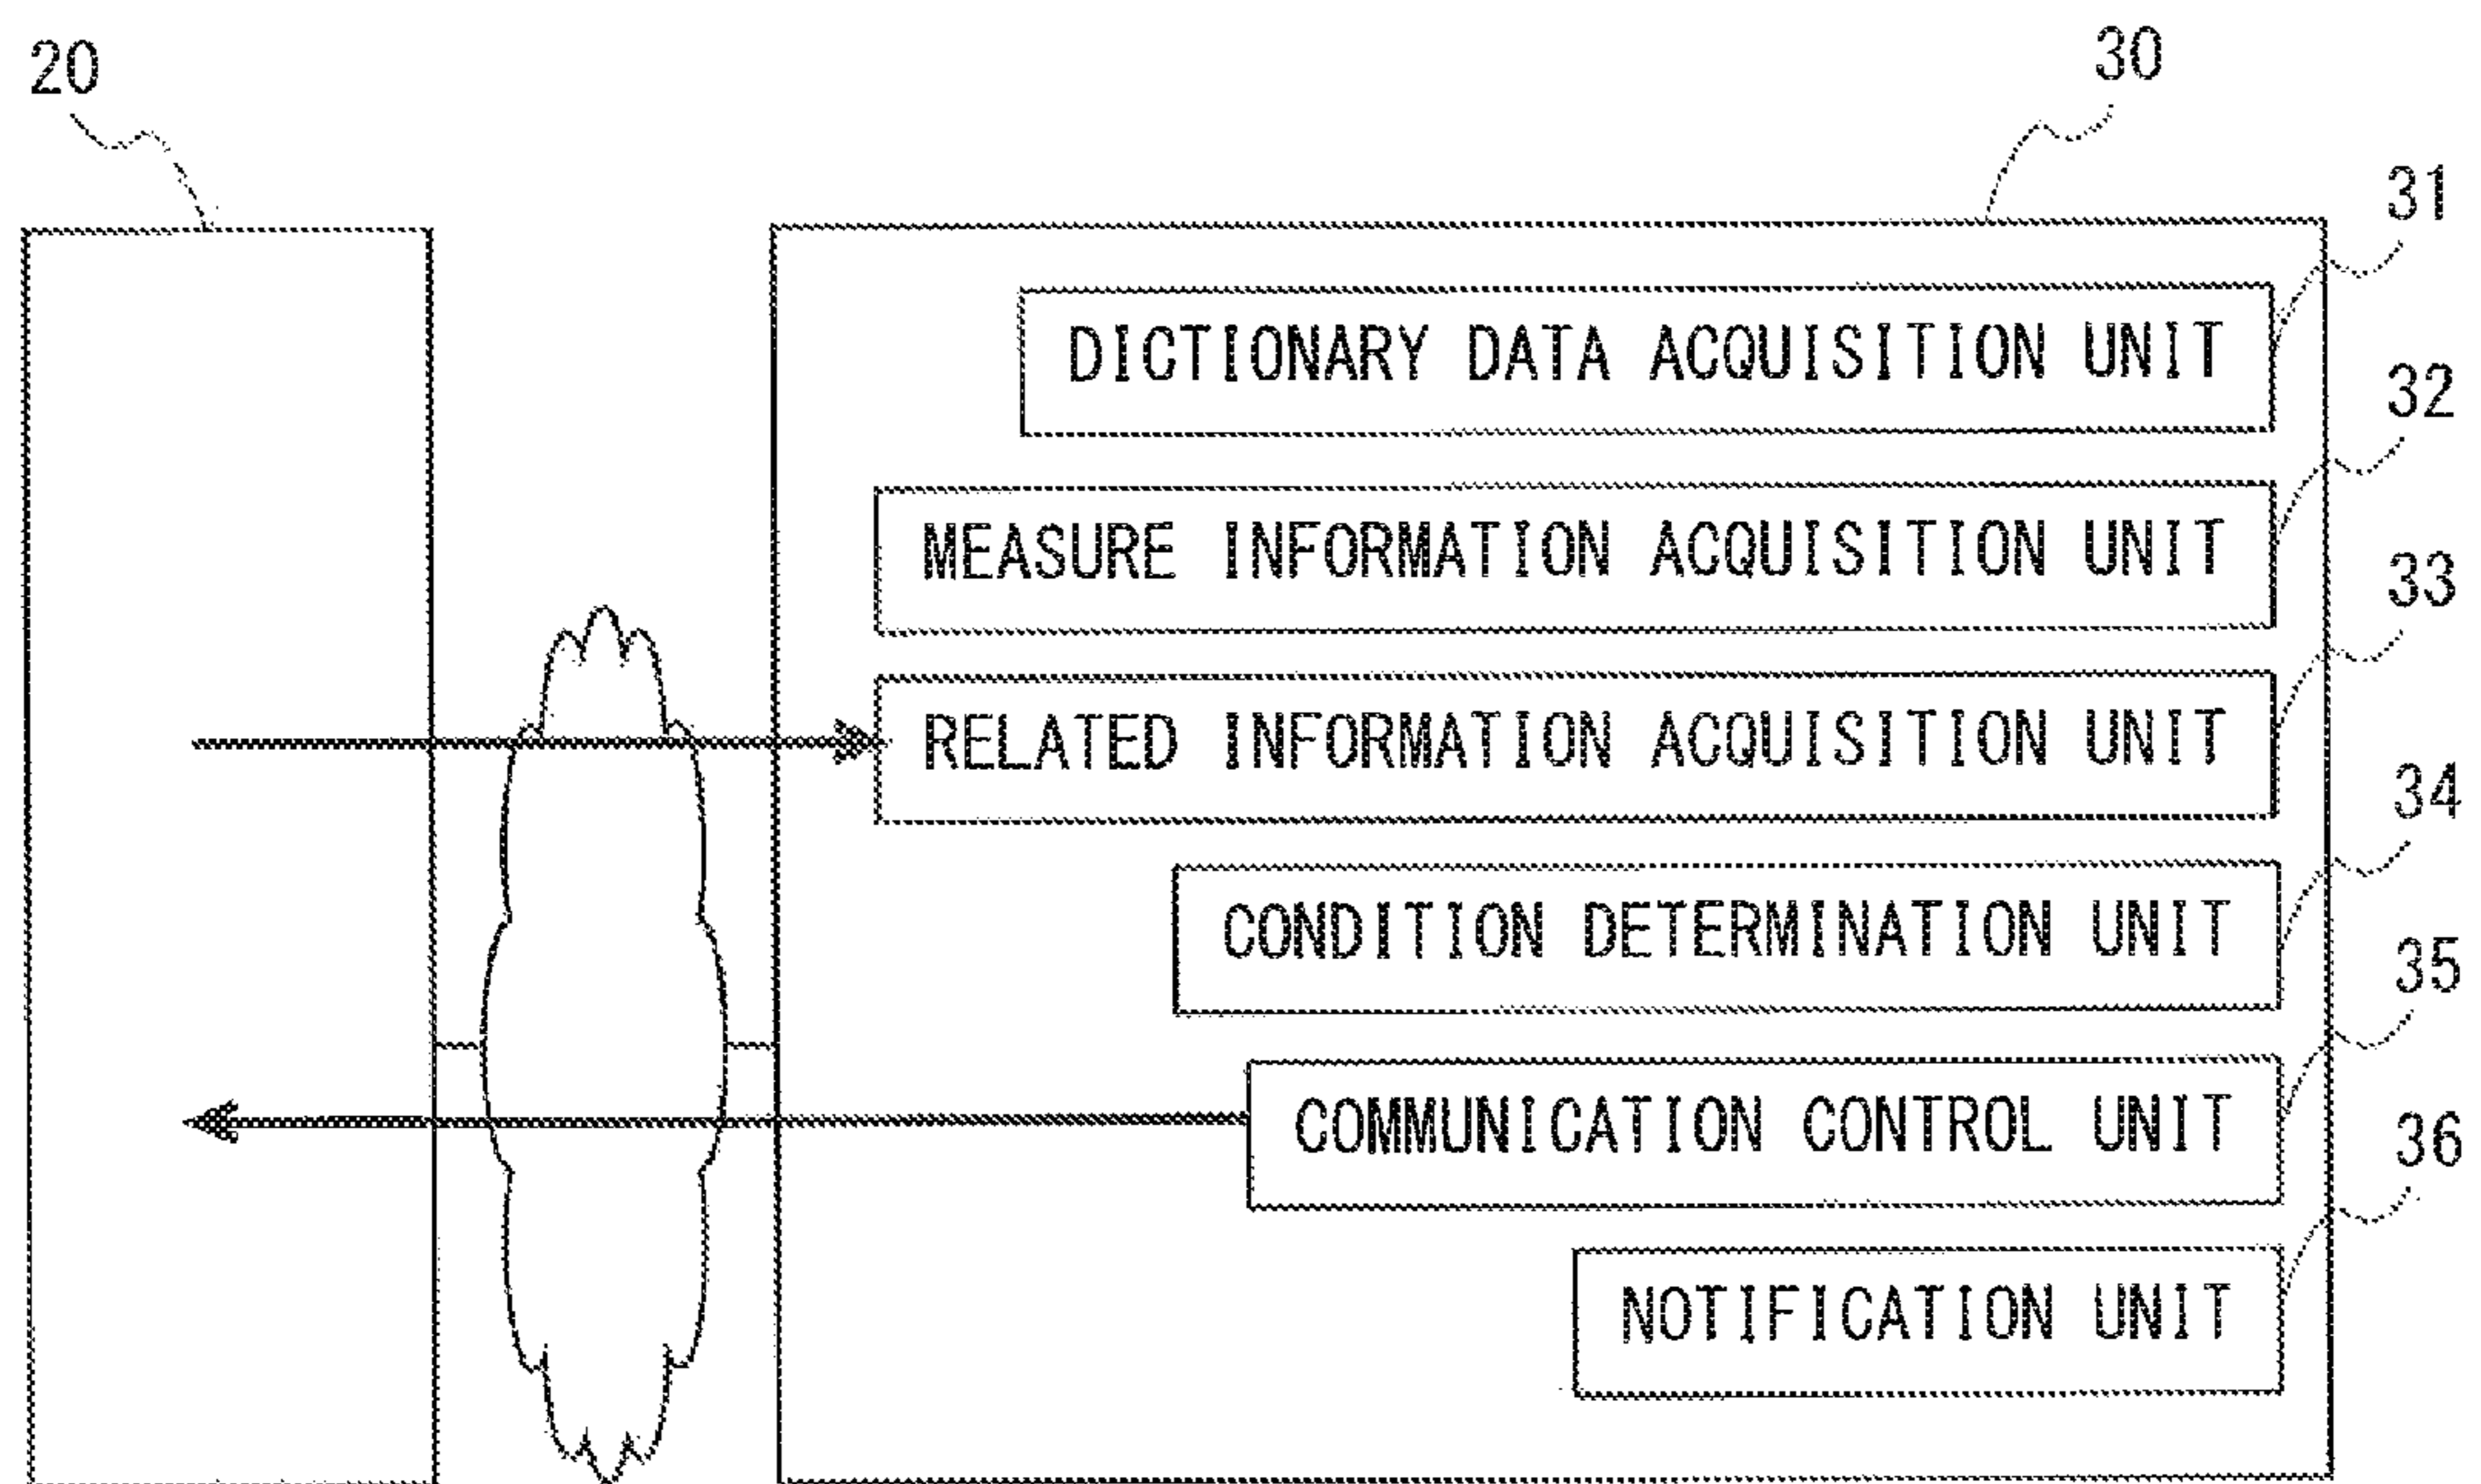 20
30
31
DICTIONARY DATA ACQUISITION UNIT
32
MEASURE INFORMATION ACQUISITION UNIT
33
RELATED INFORMATION ACQUISITION UNIT
34
CONDITION DETERMINATION UNIT
35
COMMUNICATION CONTROL UNIT
36
NOTIFICATION UNIT